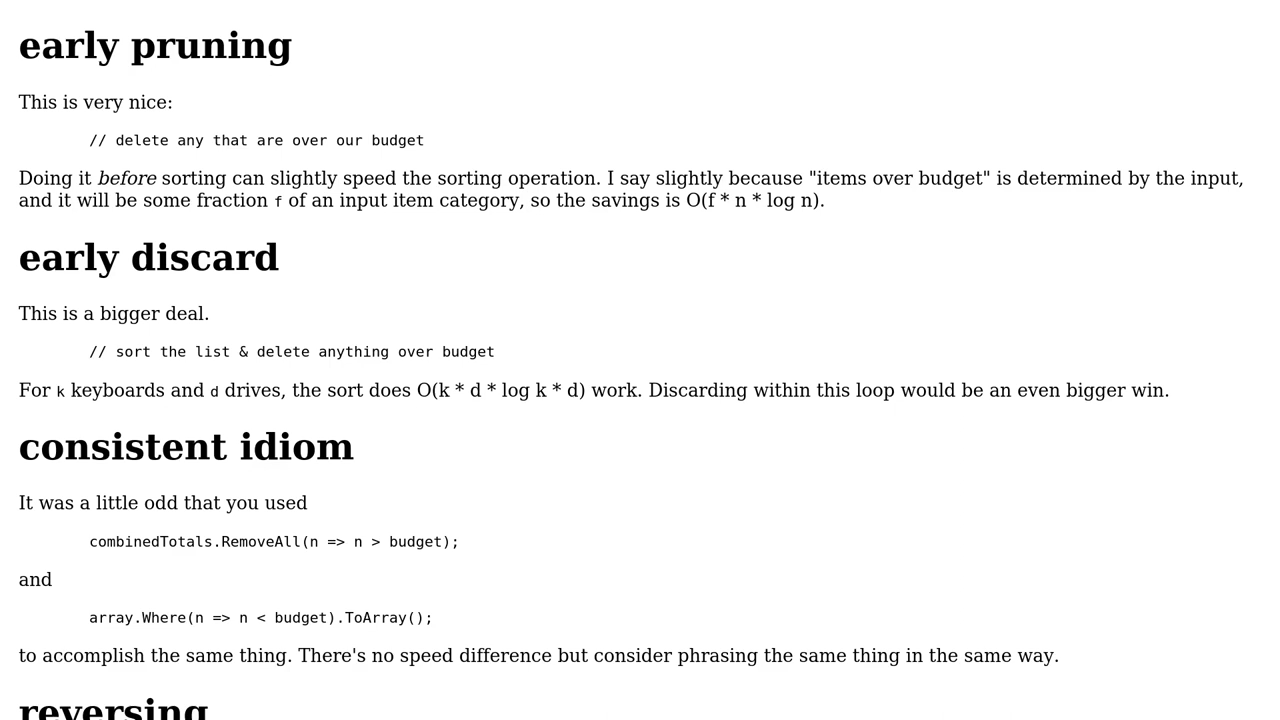 early pruning
This is very nice:
// delete any that are over our budget
Doing it before sorting can slightly speed the sorting operation. I say slightly because "items over budget" is determined by the input,
and it will be some fraction f of an input item category, so the savings is O(f * n * log n).
early discard
This is a bigger deal.
// sort the list & delete anything over budget
For k keyboards and d drives, the sort does O(k * d * log k * d) work. Discarding within this loop would be an even bigger win.
consistent idiom
It was a little odd that you used
combinedTotals.RemoveAll(n => n > budget);
and
array.Where(n => n < budget).ToArray();
to accomplish the same thing. There's no speed difference but consider phrasing the same thing in the same way.
reversing